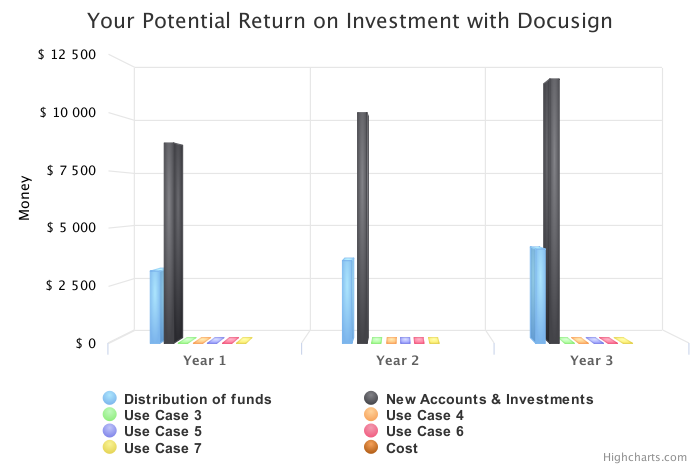 Your Potential Return on Investment with Docusign
$ 12 500
$ 10 000
$ 7 500
$ 5 000
$ 2 500
$ 0
Money
Year 1 Year 2 Year 3
Distribution of funds New Accounts & Investments
Use Case 3 Use Case 4
Use Case 5 Use Case 6
Use Case 7 Cost
Highcharts.com